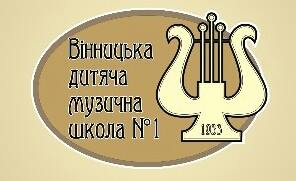 Вінницька
дитяча
музична
школа №1
1933